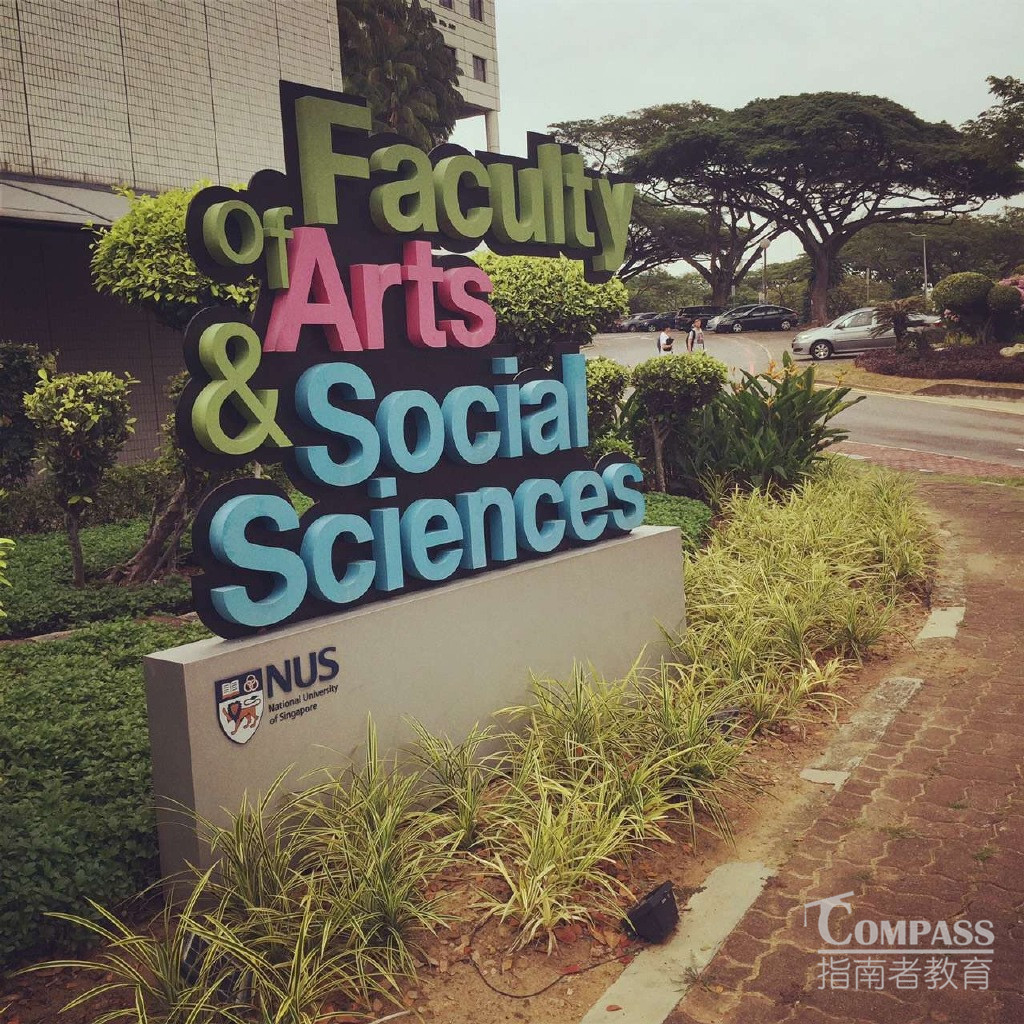 Faculty
of Arts
& Social
Sciences
NUS
National University
of Singapore
COMPASS
指南者教育